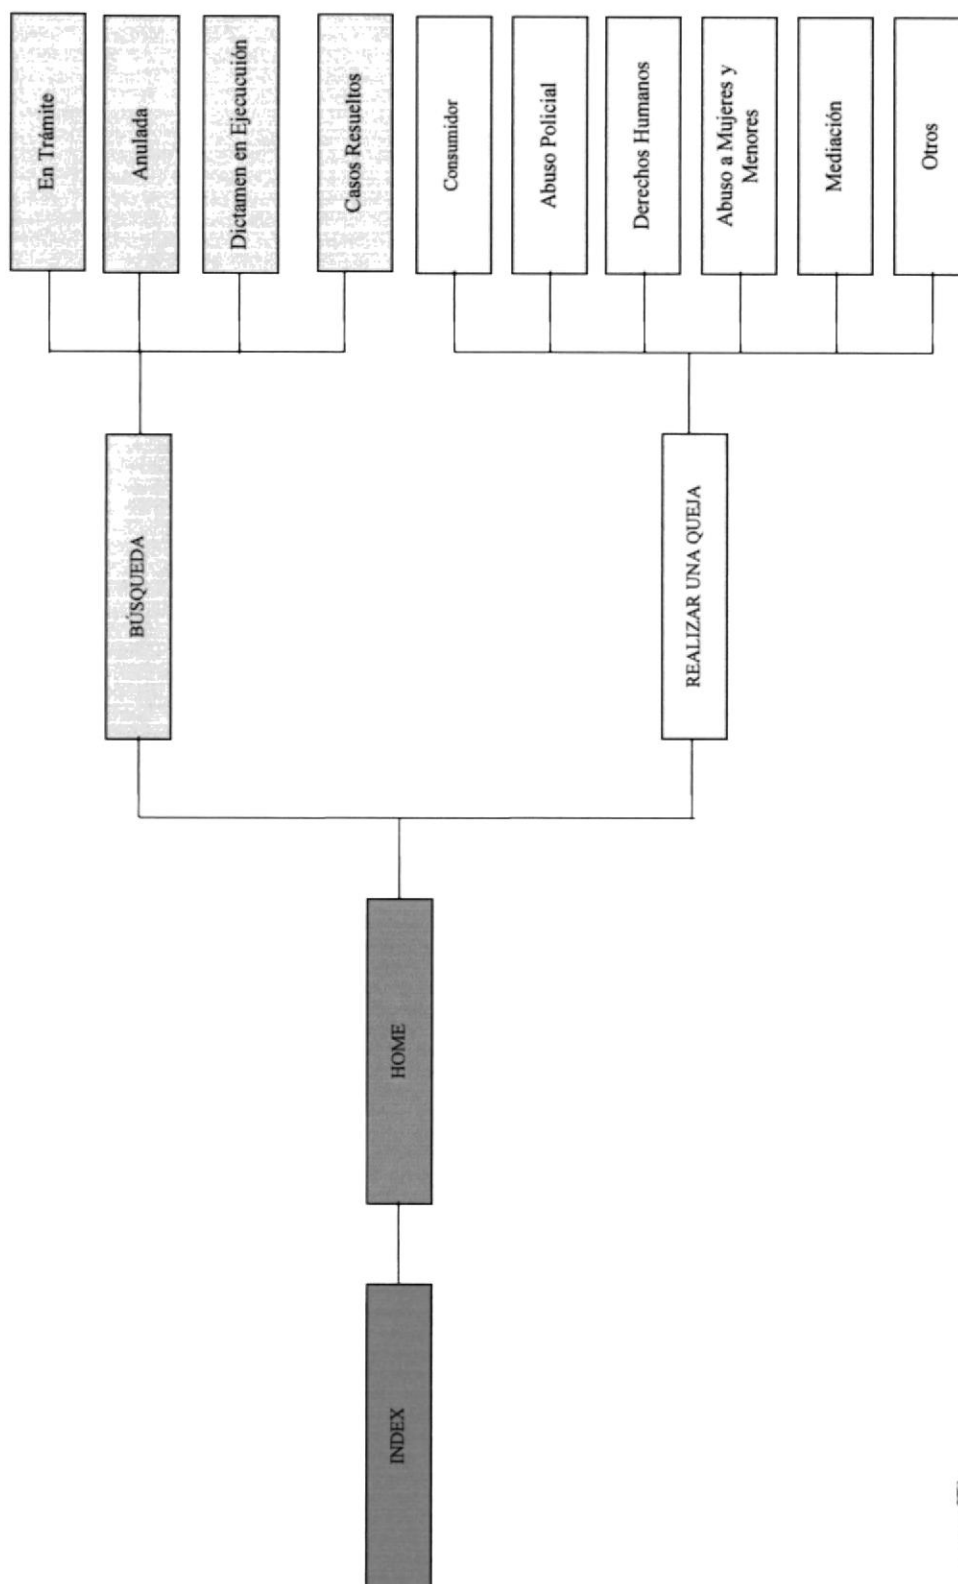 INDEX
HOME
BÚSQUEDA
En Trámite
Anulada
Dictamen en Ejecucuión
Casos Resueltos
REALIZAR UNA QUEJA
Consumidor
Abuso Policial
Derechos Humanos
Abuso a Mujeres y
Menores
Mediación
Otros